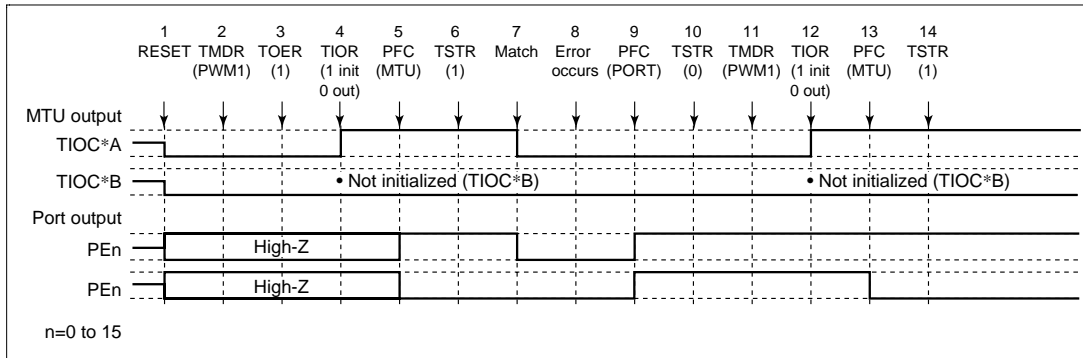 1 2 3 4 5 6 7 8 9 10 11 12 13 14
RESET TMDR TOER TIOR PFC TSTR Match Error PFC TSTR TMDR TIOR PFC TSTR
(PWM1) (1) (1 init (MTU) (1) occurs (PORT) (0) (PWM1) (1 init (MTU) (1)
0 out) 0 out)
MTU output
TIOC*A
TIOC*B • Not initialized (TIOC*B) • Not initialized (TIOC*B)
Port output
PEn High-Z
PEn High-Z
n=0 to 15